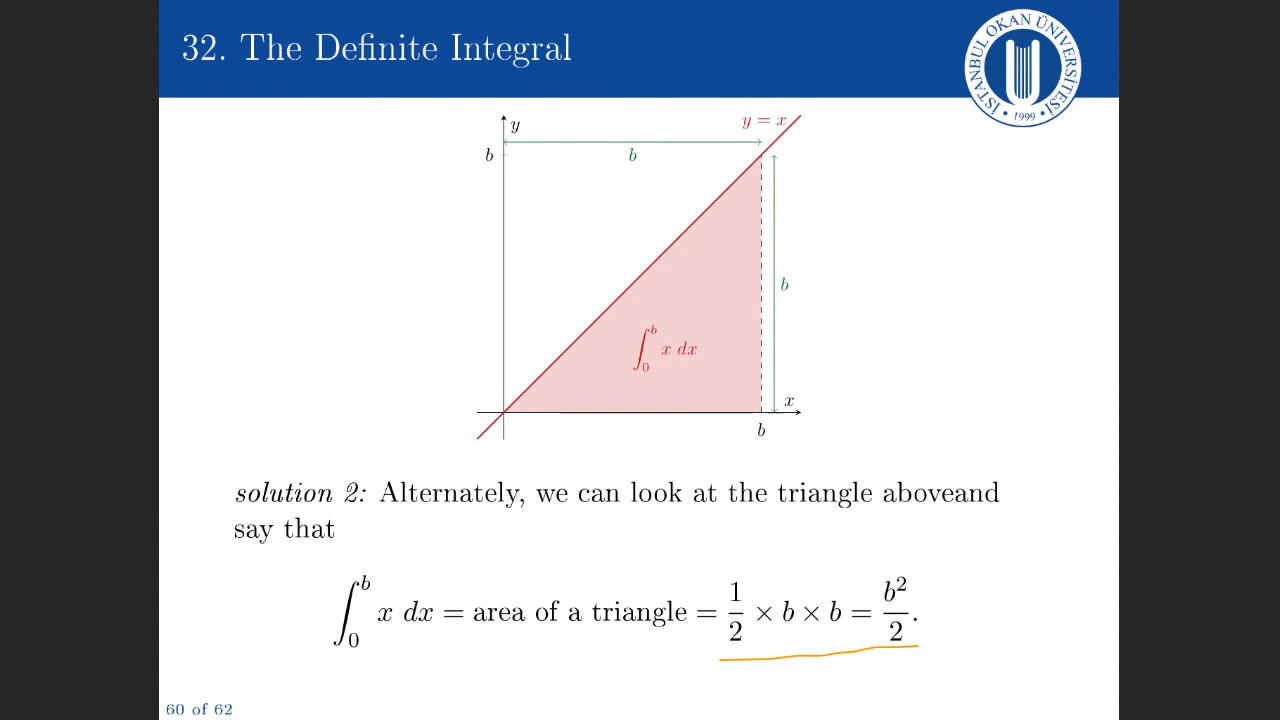 32. The Definite Integral
İSTANBUL OKAN ÜNİVERSİTESİ
• 1999 •
y
y = x
b
b
b
∫₀ᵇ x dx
x
b
solution 2: Alternately, we can look at the triangle aboveand
say that
∫₀ᵇ x dx = area of a triangle = 1/2 × b × b = b²/2.
60 of 62